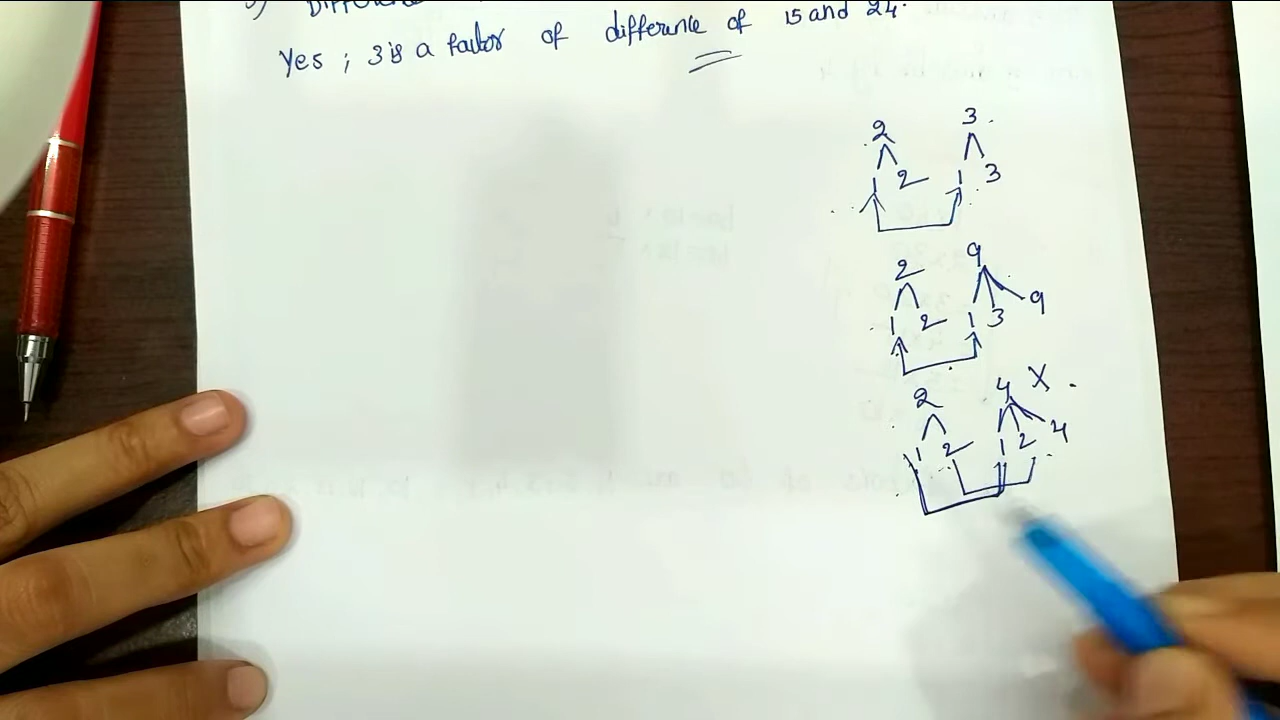 Yes ; 3 is a factor of difference of 15 and 24.
2 3
1 2 1 3
2 9
1 2 1 3 9
2 4 X
1 2 1 2 4